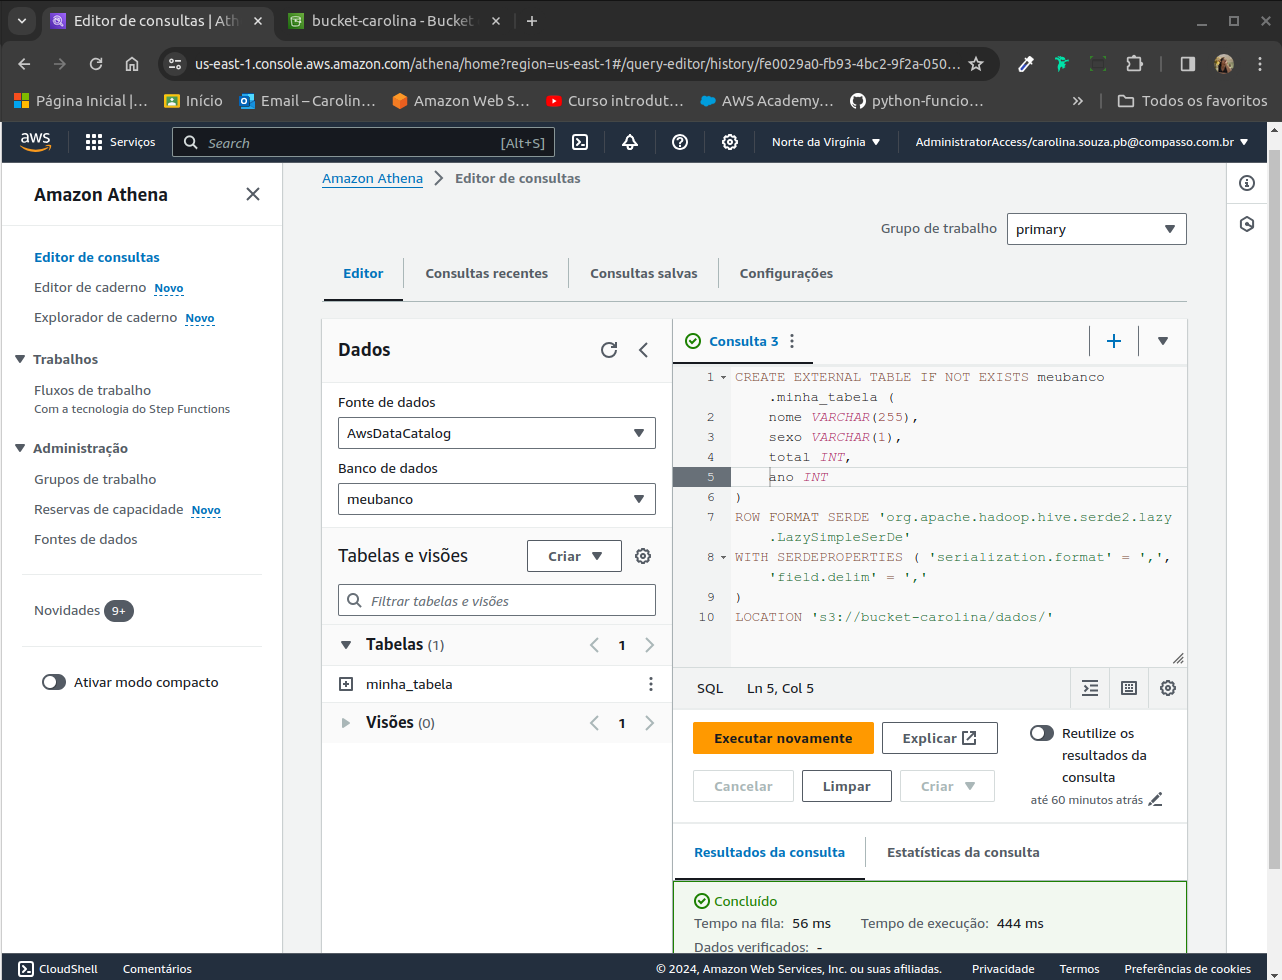 Editor de consultas | Ath
bucket-carolina - Bucket
us-east-1.console.aws.amazon.com/athena/home?region=us-east-1#/query-editor/history/fe0029a0-fb93-4bc2-9f2a-050...
Página Inicial |...
Início
Email – Carolin...
Amazon Web S...
Curso introdut...
AWS Academy...
python-funcio...
»
Todos os favoritos
aws
Serviços
Search
[Alt+S]
Norte da Virgínia
AdministratorAccess/carolina.souza.pb@compasso.com.br
Amazon Athena
Editor de consultas
Editor de caderno Novo
Explorador de caderno Novo
Trabalhos
Fluxos de trabalho
Com a tecnologia do Step Functions
Administração
Grupos de trabalho
Reservas de capacidade Novo
Fontes de dados
Novidades 9+
Ativar modo compacto
Amazon Athena > Editor de consultas
Grupo de trabalho
primary
Editor
Consultas recentes
Consultas salvas
Configurações
Dados
Fonte de dados
AwsDataCatalog
Banco de dados
meubanco
Tabelas e visões
Criar
Filtrar tabelas e visões
Tabelas (1)
1
minha_tabela
Visões (0)
1
Consulta 3
1 CREATE EXTERNAL TABLE IF NOT EXISTS meubanco
.minha_tabela (
2 nome VARCHAR(255),
3 sexo VARCHAR(1),
4 total INT,
5 ano INT
6 )
7 ROW FORMAT SERDE 'org.apache.hadoop.hive.serde2.lazy
.LazySimpleSerDe'
8 WITH SERDEPROPERTIES ( 'serialization.format' = ',',
'field.delim' = ','
9 )
10 LOCATION 's3://bucket-carolina/dados/'
SQL
Ln 5, Col 5
Executar novamente
Explicar
Cancelar
Limpar
Criar
Reutilize os
resultados da
consulta
até 60 minutos atrás
Resultados da consulta
Estatísticas da consulta
Concluído
Tempo na fila: 56 ms
Tempo de execução: 444 ms
Dados verificados: -
CloudShell
Comentários
© 2024, Amazon Web Services, Inc. ou suas afiliadas.
Privacidade
Termos
Preferências de cookies